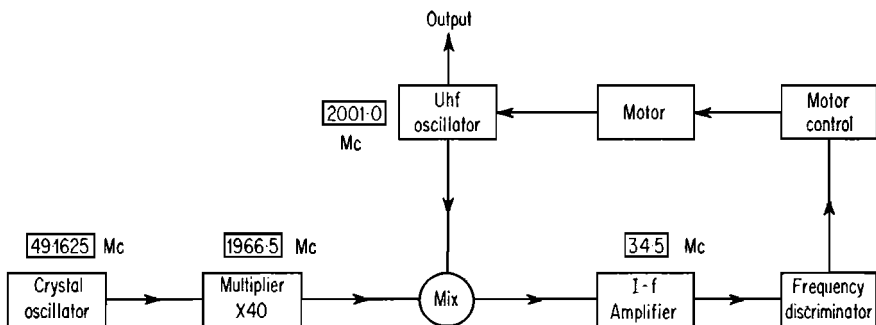 Output
2001·0
Mc
Uhf
oscillator
Motor
Motor
control
49·1625 Mc
1966·5 Mc
34·5 Mc
Crystal
oscillator
Multiplier
X40
Mix
I-f
Amplifier
Frequency
discriminator